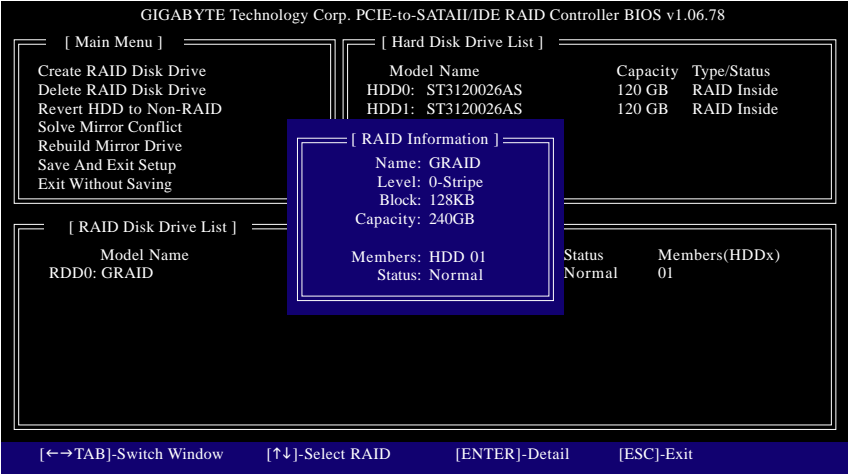 GIGABYTE Technology Corp. PCIE-to-SATAII/IDE RAID Controller BIOS v1.06.78
[ Main Menu ]
Create RAID Disk Drive
Delete RAID Disk Drive
Revert HDD to Non-RAID
Solve Mirror Conflict
Rebuild Mirror Drive
Save And Exit Setup
Exit Without Saving
[ Hard Disk Drive List ]
Model Name Capacity Type/Status
HDD0: ST3120026AS 120 GB RAID Inside
HDD1: ST3120026AS 120 GB RAID Inside
[ RAID Information ]
Name: GRAID
Level: 0-Stripe
Block: 128KB
Capacity: 240GB
Members: HDD 01
Status: Normal
[ RAID Disk Drive List ]
Model Name Status Members(HDDx)
RDD0: GRAID Normal 01
[←→TAB]-Switch Window [↑↓]-Select RAID [ENTER]-Detail [ESC]-Exit